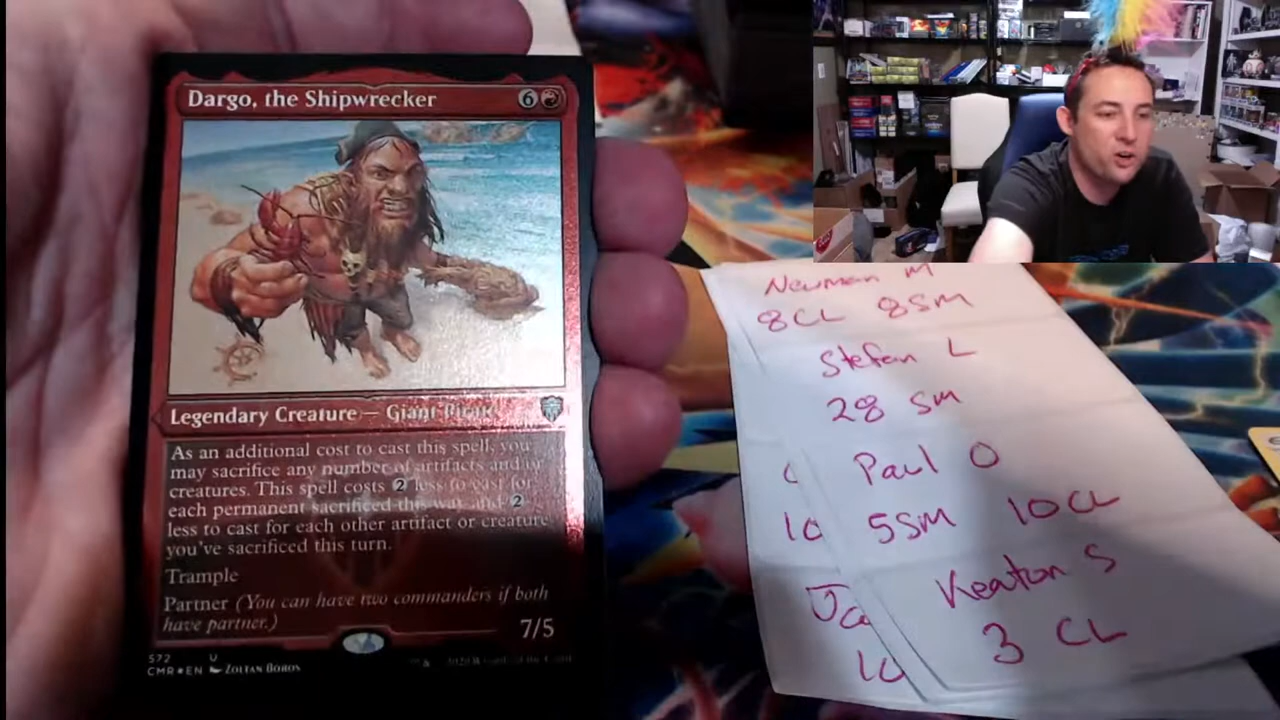 Dargo, the Shipwrecker 6
Legendary Creature — Giant Pirate
As an additional cost to cast this spell, you
may sacrifice any number of artifacts and/or
creatures. This spell costs 2 less to cast for
each permanent sacrificed this way and 2
less to cast for each other artifact or creature
you've sacrificed this turn.
Trample
Partner (You can have two commanders if both
have partner.)
7/5
572 U
CMR EN ZOLTAN BOROS
Newman M
8CL 8SM
Stefan L
28 SM
Paul O
5SM 10CL
Keaton S
3 CL
10
Ja
10